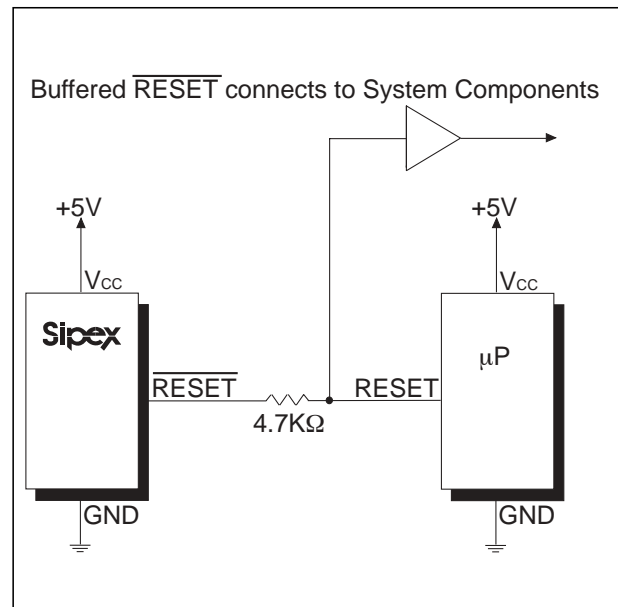 Buffered RESET connects to System Components
+5V
+5V
VCC
VCC
Sipex
μP
RESET
RESET
4.7KΩ
GND
GND